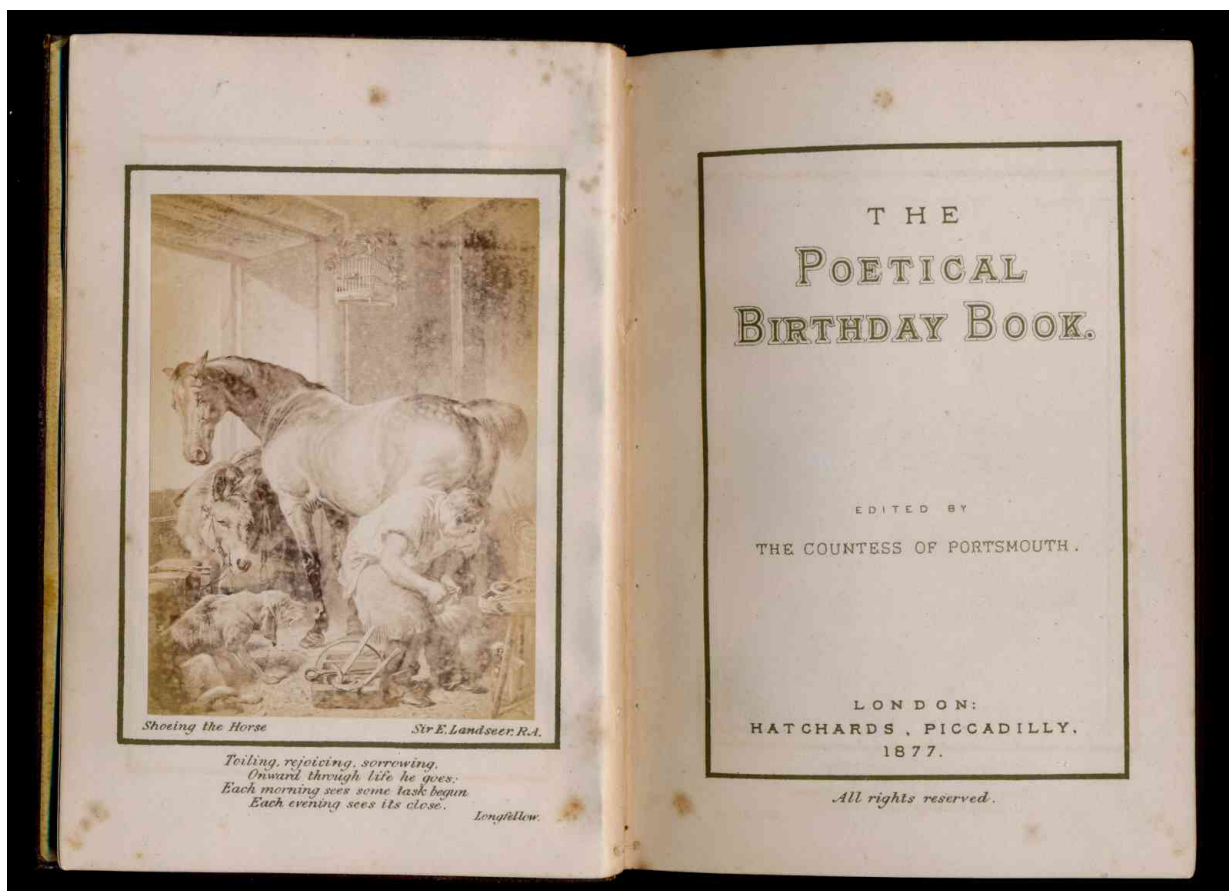 Shoeing the Horse
Sir E. Landseer, R.A.
Toiling, rejoicing, sorrowing,
Onward through life he goes;
Each morning sees some task begun
Each evening sees its close.
Longfellow.
THE
POETICAL
BIRTHDAY BOOK.
EDITED BY
THE COUNTESS OF PORTSMOUTH.
LONDON:
HATCHARDS, PICCADILLY,
1877.
All rights reserved.